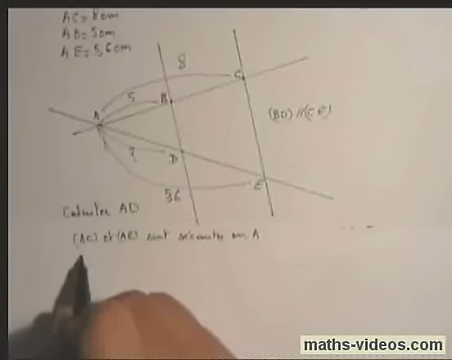 AC = 8cm
AB = 5cm
AE = 5,6cm
8
C
5
B
A
(BD) // (CE)
?
D
E
5,6
Calculer AD
(AC) et (AE) sont sécantes en A
maths-videos.com